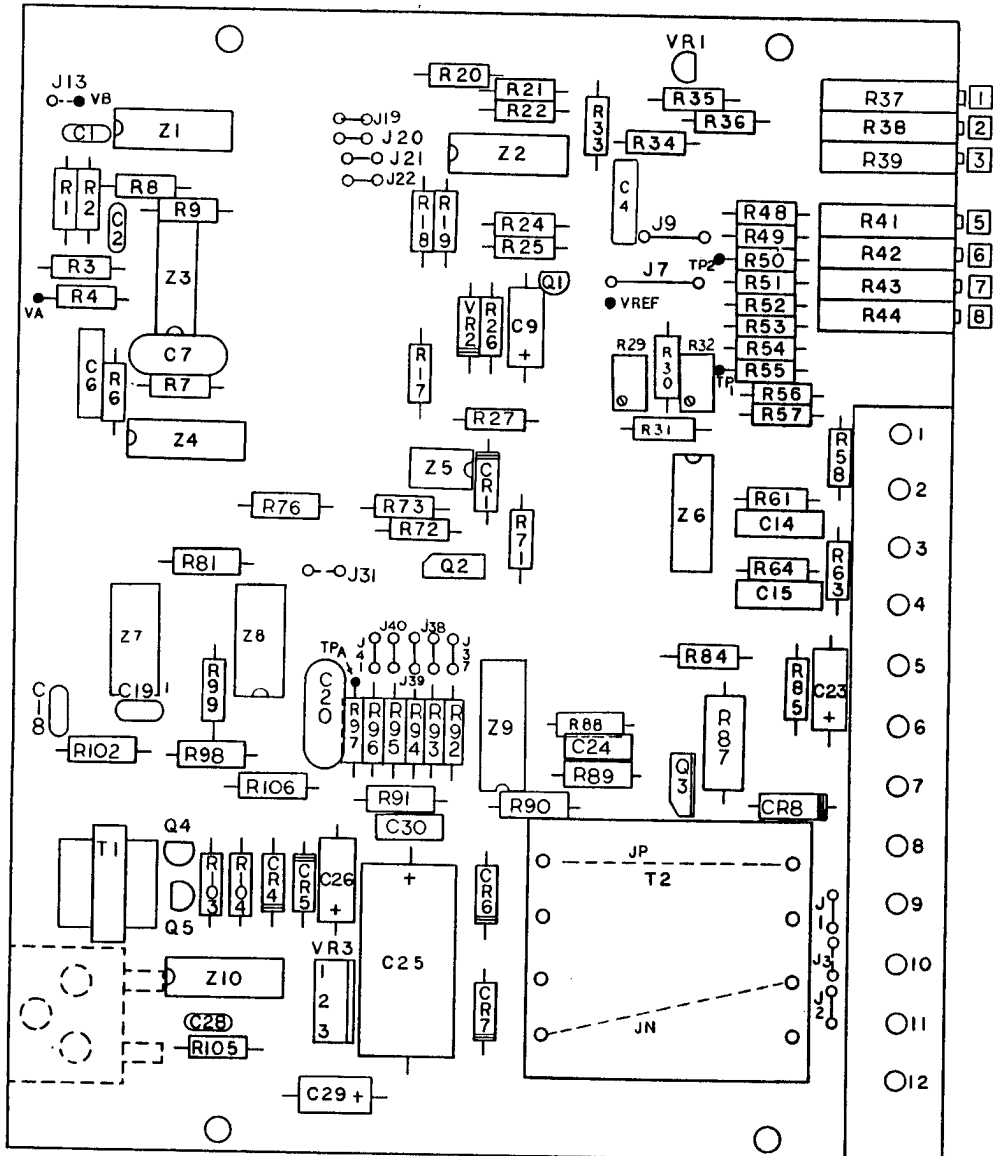 VR1
J13
VB
C1
Z1
R20
R21
R22
R33
R35
R36
R34
R37
1
R38
2
R39
3
J19
J20
J21
J22
Z2
R1
R2
R8
R9
C2
R18
R19
R24
R25
C4
J9
R48
R49
R50
R51
R52
R53
R54
R55
R56
R57
R41
5
R42
6
R43
7
R44
8
R3
R4
VA
Z3
TP2
J7
VREF
Q1
VR2
R26
C9
+
C6
R6
C7
R7
R17
R29
R30
R32
TP1
R27
R31
Z4
Z5
CR1
Z6
R58
1
R76
R73
R72
R71
R61
C14
2
R81
J31
Q2
R64
C15
R63
3
4
Z7
Z8
TPA
J41
J40
J38
J37
J39
R84
R85
C23
+
5
C18
C19
R99
C20
R97
R96
R95
R94
R93
R92
Z9
R88
C24
R89
R87
Q3
6
R102
R98
R106
R91
C30
R90
CR8
7
Q4
T1
Q5
R103
R104
CR4
CR5
C26
+
C25
+
CR6
JP
T2
8
J1
9
VR3
1
2
3
Z10
J3
10
CR7
J2
JN
C28
R105
11
C29+
12